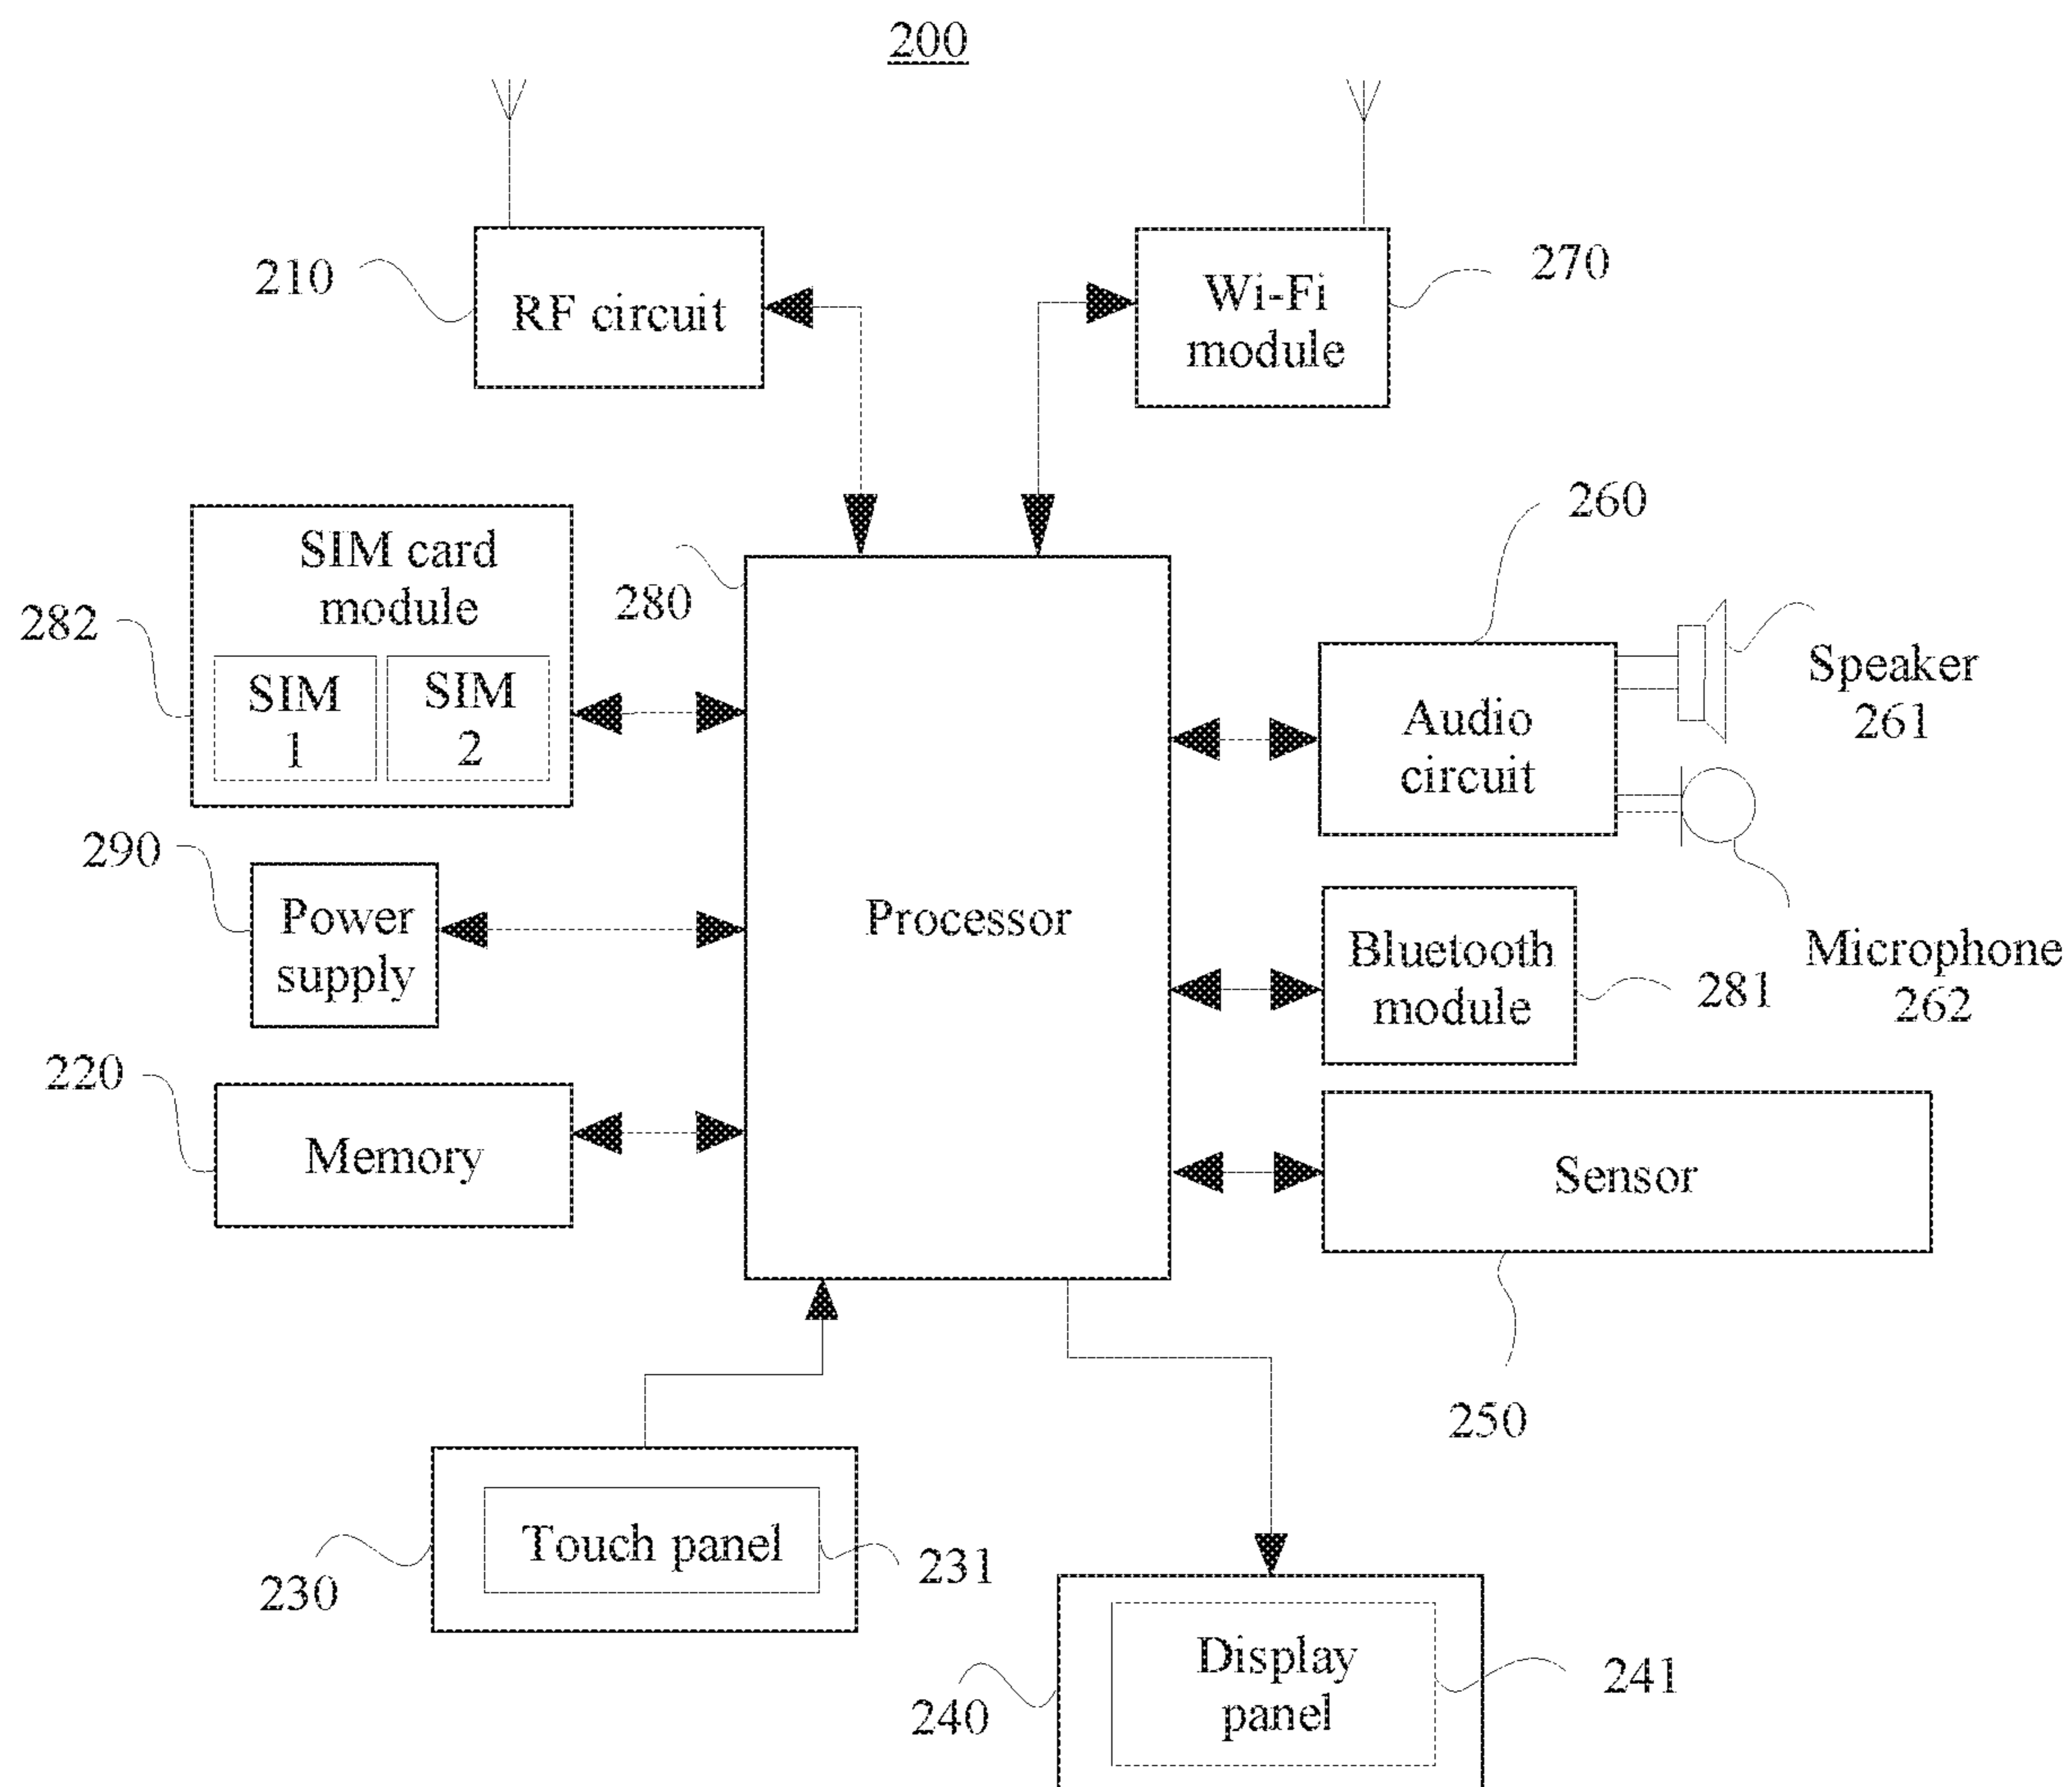 200
210
RF circuit
Wi-Fi
module
270
260
SIM card
module
282
SIM
1
SIM
2
280
Processor
Audio
circuit
Speaker
261
290
Power
supply
Bluetooth
module
281
Microphone
262
220
Memory
Sensor
250
Touch panel
230
231
Display
panel
240
241